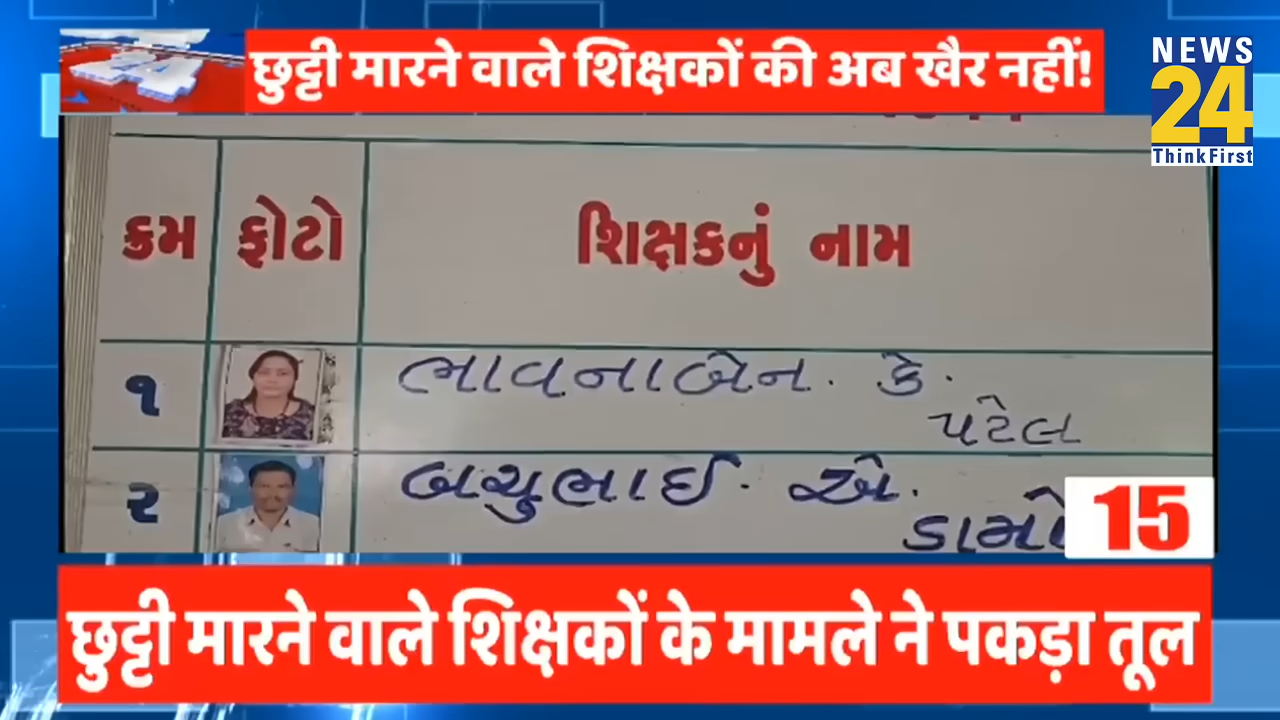 छुट्टी मारने वाले शिक्षकों की अब खैर नहीं!
NEWS
24
ThinkFirst
ક્રમ ફોટો શિક્ષકનું નામ
૧ ભાવનાબેન. કે.
પટેલ
૨ બચુભાઈ. એ.
15
छुट्टी मारने वाले शिक्षकों के मामले ने पकड़ा तूल